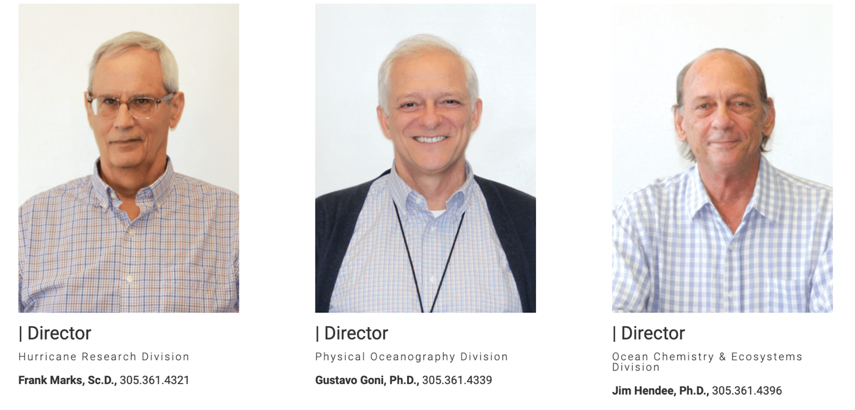 | Director
Hurricane Research Division
Frank Marks, Sc.D., 305.361.4321
| Director
Physical Oceanography Division
Gustavo Goni, Ph.D., 305.361.4339
| Director
Ocean Chemistry & Ecosystems
Division
Jim Hendee, Ph.D., 305.361.4396